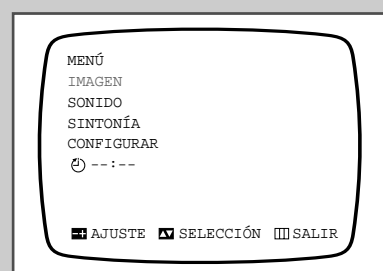 MENÚ
IMAGEN
SONIDO
SINTONÍA
CONFIGURAR
--:--
AJUSTE SELECCIÓN SALIR